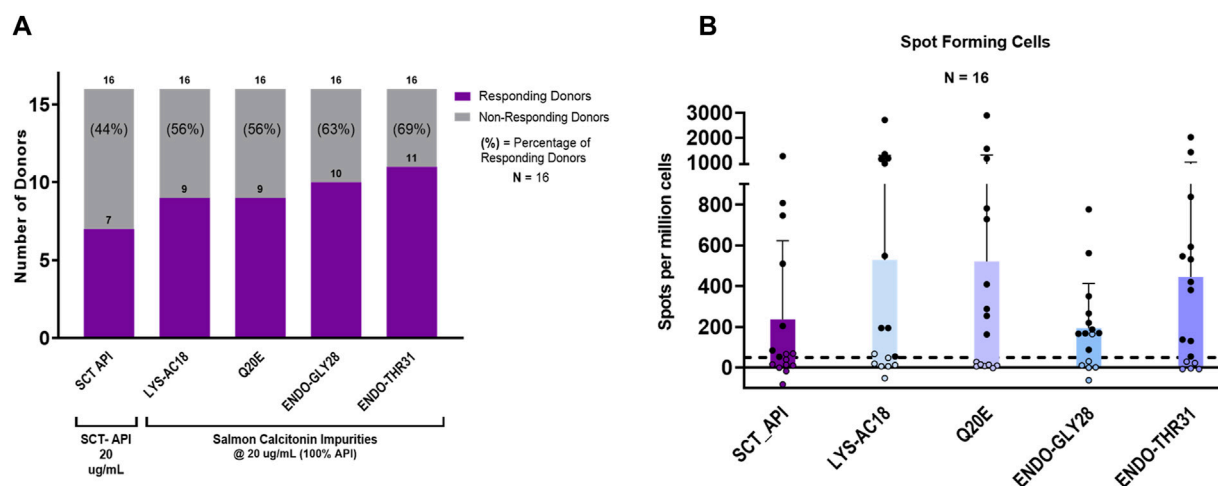 A
Number of Donors
15
10
5
0
16
16
16
16
16
(44%)
(56%)
(56%)
(63%)
(69%)
7
9
9
10
11
SCT API
LYS-AC18
Q20E
ENDO-GLY28
ENDO-THR31
SCT- API
20
ug/mL
Salmon Calcitonin Impurities
@ 20 ug/mL (100% API)
Responding Donors
Non-Responding Donors
(%) = Percentage of
Responding Donors
N = 16
B
Spot Forming Cells
N = 16
Spots per million cells
3000
2000
1000
800
600
400
200
0
SCT_API
LYS-AC18
Q20E
ENDO-GLY28
ENDO-THR31